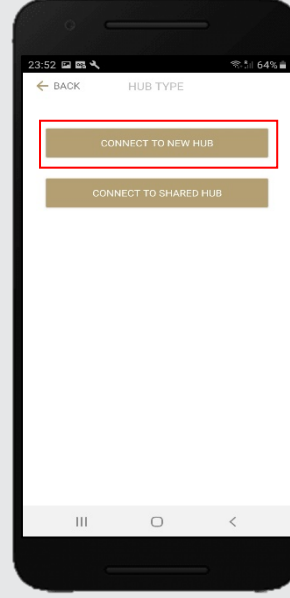 23:52 64%
BACK HUB TYPE
CONNECT TO NEW HUB
CONNECT TO SHARED HUB